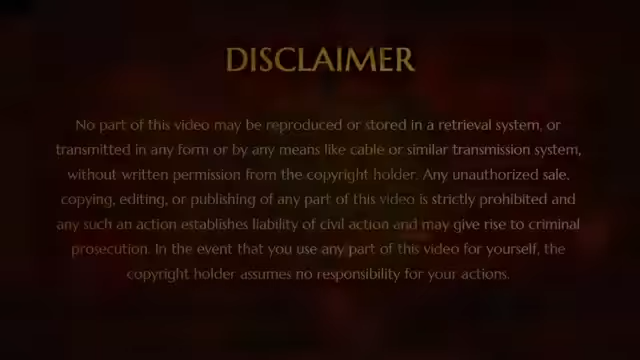 DISCLAIMER
No part of this video may be reproduced or stored in a retrieval system, or
transmitted in any form or by any means like cable or similar transmission system,
without written permission from the copyright holder. Any unauthorized sale,
copying, editing, or publishing of any part of this video is strictly prohibited and
any such an action establishes liability of civil action and may give rise to criminal
prosecution. In the event that you use any part of this video for yourself, the
copyright holder assumes no responsibility for your actions.